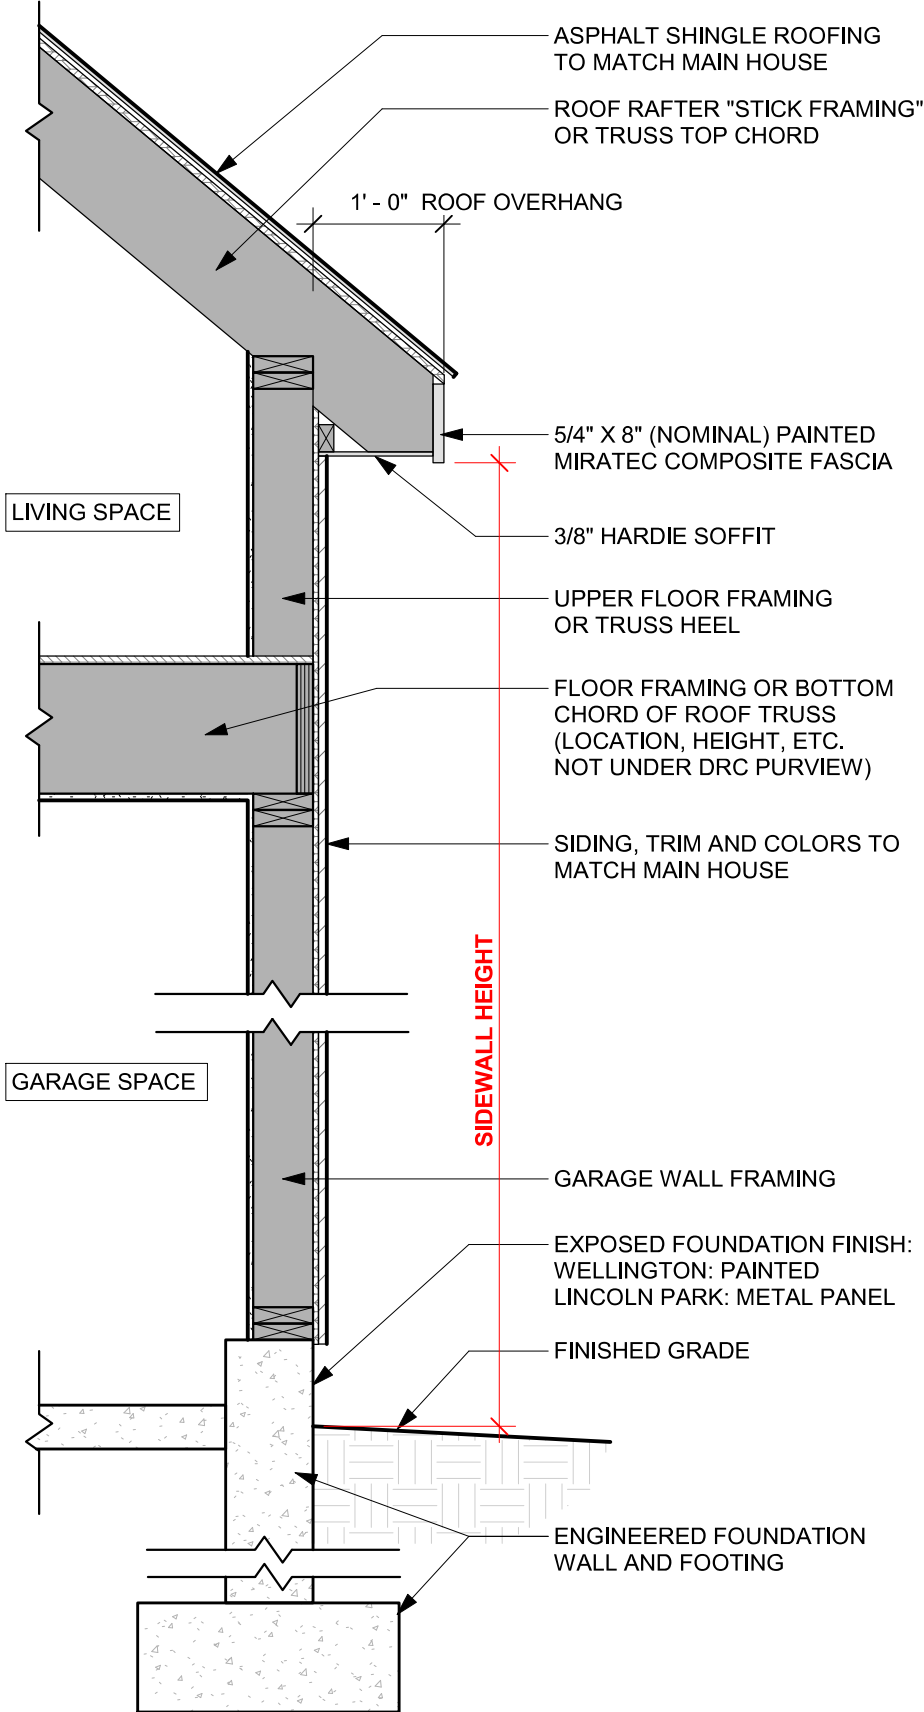 ASPHALT SHINGLE ROOFING
TO MATCH MAIN HOUSE
ROOF RAFTER "STICK FRAMING"
OR TRUSS TOP CHORD
1' - 0" ROOF OVERHANG
5/4" X 8" (NOMINAL) PAINTED
MIRATEC COMPOSITE FASCIA
LIVING SPACE
3/8" HARDIE SOFFIT
UPPER FLOOR FRAMING
OR TRUSS HEEL
FLOOR FRAMING OR BOTTOM
CHORD OF ROOF TRUSS
(LOCATION, HEIGHT, ETC.
NOT UNDER DRC PURVIEW)
SIDING, TRIM AND COLORS TO
MATCH MAIN HOUSE
SIDEWALL HEIGHT
GARAGE SPACE
GARAGE WALL FRAMING
EXPOSED FOUNDATION FINISH:
WELLINGTON: PAINTED
LINCOLN PARK: METAL PANEL
FINISHED GRADE
ENGINEERED FOUNDATION
WALL AND FOOTING